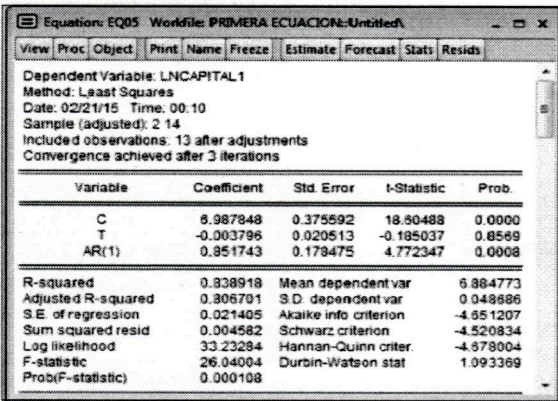 Equation: EQ05 Workfile: PRIMERA ECUACION::Untitled\
View Proc Object Print Name Freeze Estimate Forecast Stats Resids
Dependent Variable: LNCAPITAL1
Method: Least Squares
Date: 02/21/15 Time: 00:10
Sample (adjusted): 2 14
Included observations: 13 after adjustments
Convergence achieved after 3 iterations
Variable Coefficient Std. Error t-Statistic Prob.
C 6.987848 0.375592 18.60488 0.0000
T -0.003796 0.020513 -0.185037 0.8569
AR(1) 0.851743 0.178475 4.772347 0.0008
R-squared 0.838918 Mean dependent var 6.884773
Adjusted R-squared 0.806701 S.D. dependent var 0.048686
S.E. of regression 0.021405 Akaike info criterion -4.651207
Sum squared resid 0.004582 Schwarz criterion -4.520834
Log likelihood 33.23284 Hannan-Quinn criter. -4.678004
F-statistic 26.04004 Durbin-Watson stat 1.093369
Prob(F-statistic) 0.000108